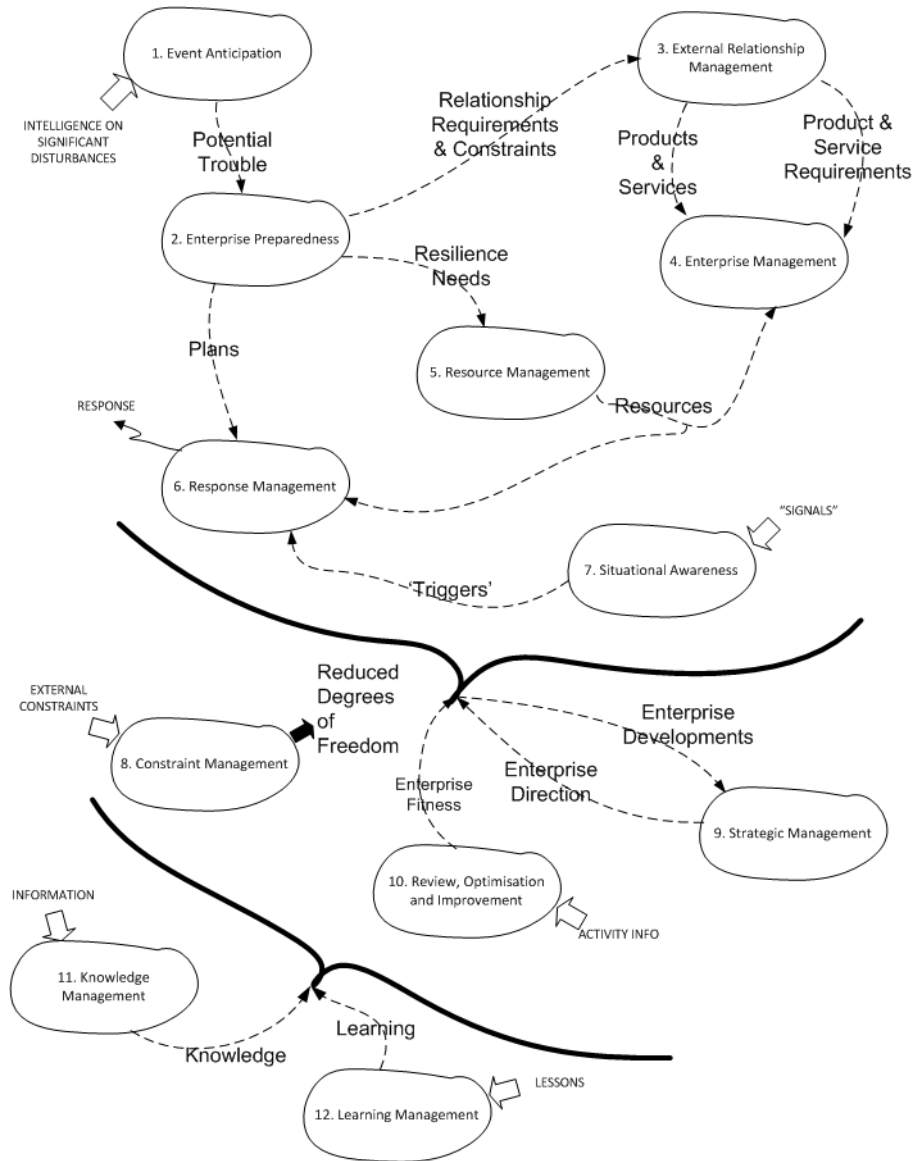 1. Event Anticipation
3. External Relationship
Management
INTELLIGENCE ON
SIGNIFICANT
DISTURBANCES
Potential
Trouble
Relationship
Requirements
& Constraints
Products
&
Services
Product &
Service
Requirements
2. Enterprise Preparedness
4. Enterprise Management
Resilience
Needs
Plans
5. Resource Management
Resources
RESPONSE
6. Response Management
"SIGNALS"
7. Situational Awareness
'Triggers'
EXTERNAL
CONSTRAINTS
Reduced
Degrees
of
Freedom
8. Constraint Management
Enterprise
Developments
Enterprise
Direction
Enterprise
Fitness
9. Strategic Management
10. Review, Optimisation
and Improvement
ACTIVITY INFO
INFORMATION
11. Knowledge
Management
Knowledge
Learning
LESSONS
12. Learning Management